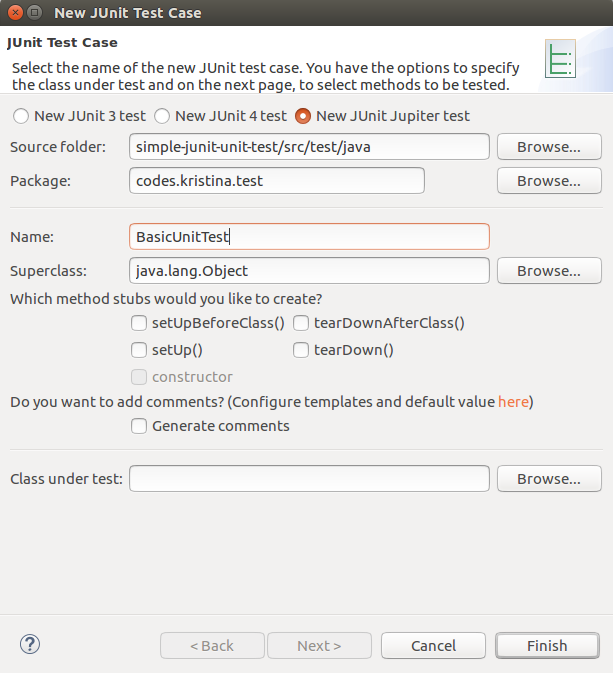 New JUnit Test Case
JUnit Test Case
Select the name of the new JUnit test case. You have the options to specify
the class under test and on the next page, to select methods to be tested.
New JUnit 3 test New JUnit 4 test New JUnit Jupiter test
Source folder: simple-junit-unit-test/src/test/java Browse...
Package: codes.kristina.test Browse...
Name: BasicUnitTest
Superclass: java.lang.Object Browse...
Which method stubs would you like to create?
setUpBeforeClass() tearDownAfterClass()
setUp() tearDown()
constructor
Do you want to add comments? (Configure templates and default value here)
Generate comments
Class under test: Browse...
? < Back Next > Cancel Finish